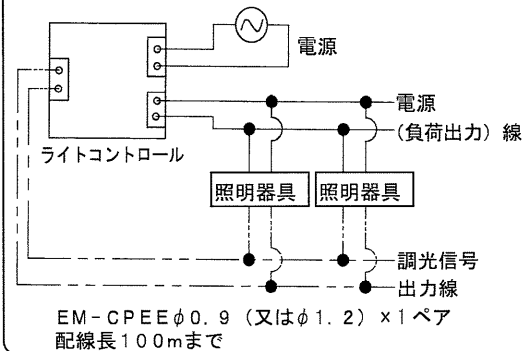 電源
電源
(負荷出力) 線
ライトコントロール
照明器具
照明器具
調光信号
出力線
EM-CPEEφ0.9 (又はφ1.2) ×1ペア
配線長100mまで